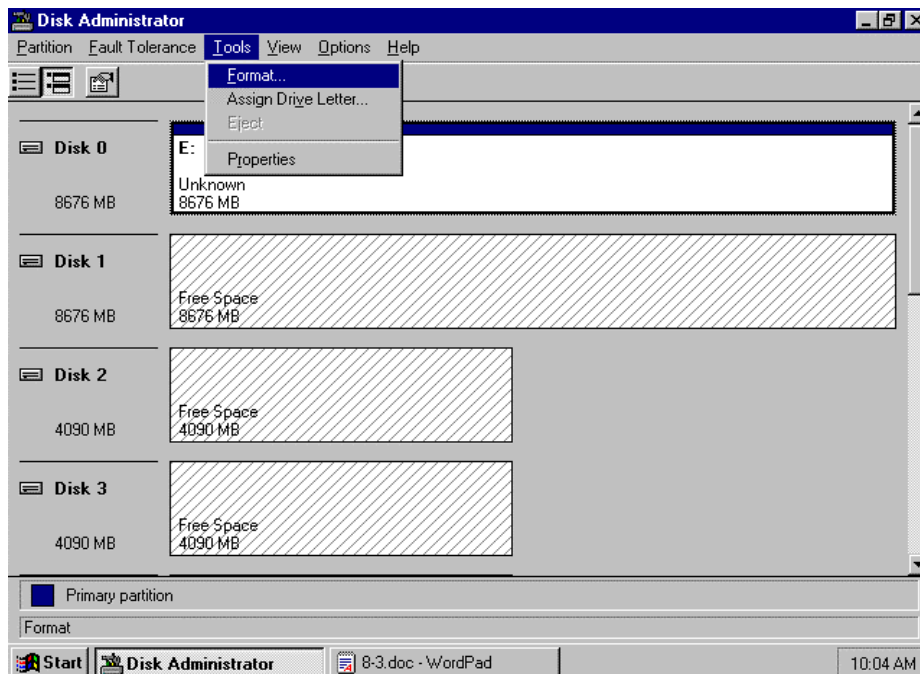 Disk Administrator
Partition Fault Tolerance Tools View Options Help
Format...
Assign Drive Letter...
Eject
Properties
Disk 0
8676 MB
E:
Unknown
8676 MB
Disk 1
8676 MB
Free Space
8676 MB
Disk 2
4090 MB
Free Space
4090 MB
Disk 3
4090 MB
Free Space
4090 MB
Primary partition
Format
Start Disk Administrator 8-3.doc - WordPad 10:04 AM